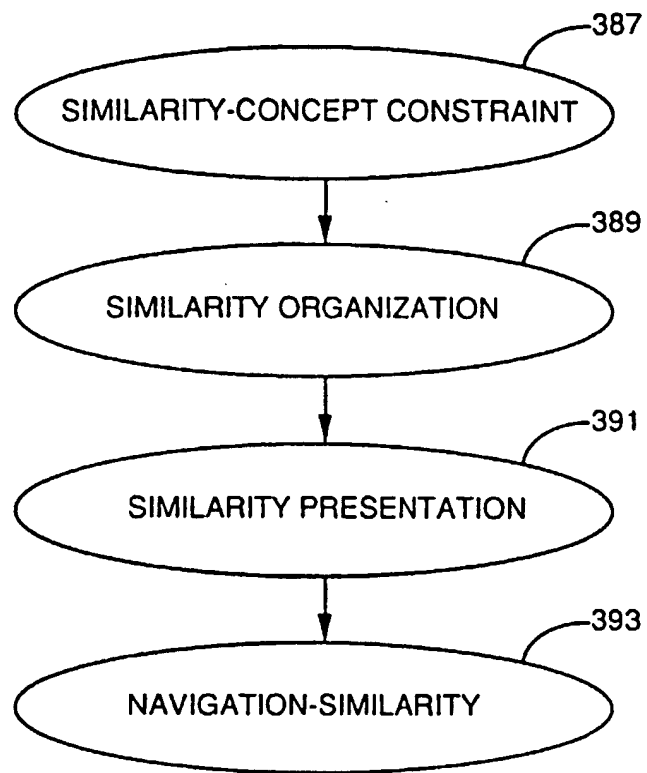 387
SIMILARITY-CONCEPT CONSTRAINT
389
SIMILARITY ORGANIZATION
391
SIMILARITY PRESENTATION
393
NAVIGATION-SIMILARITY